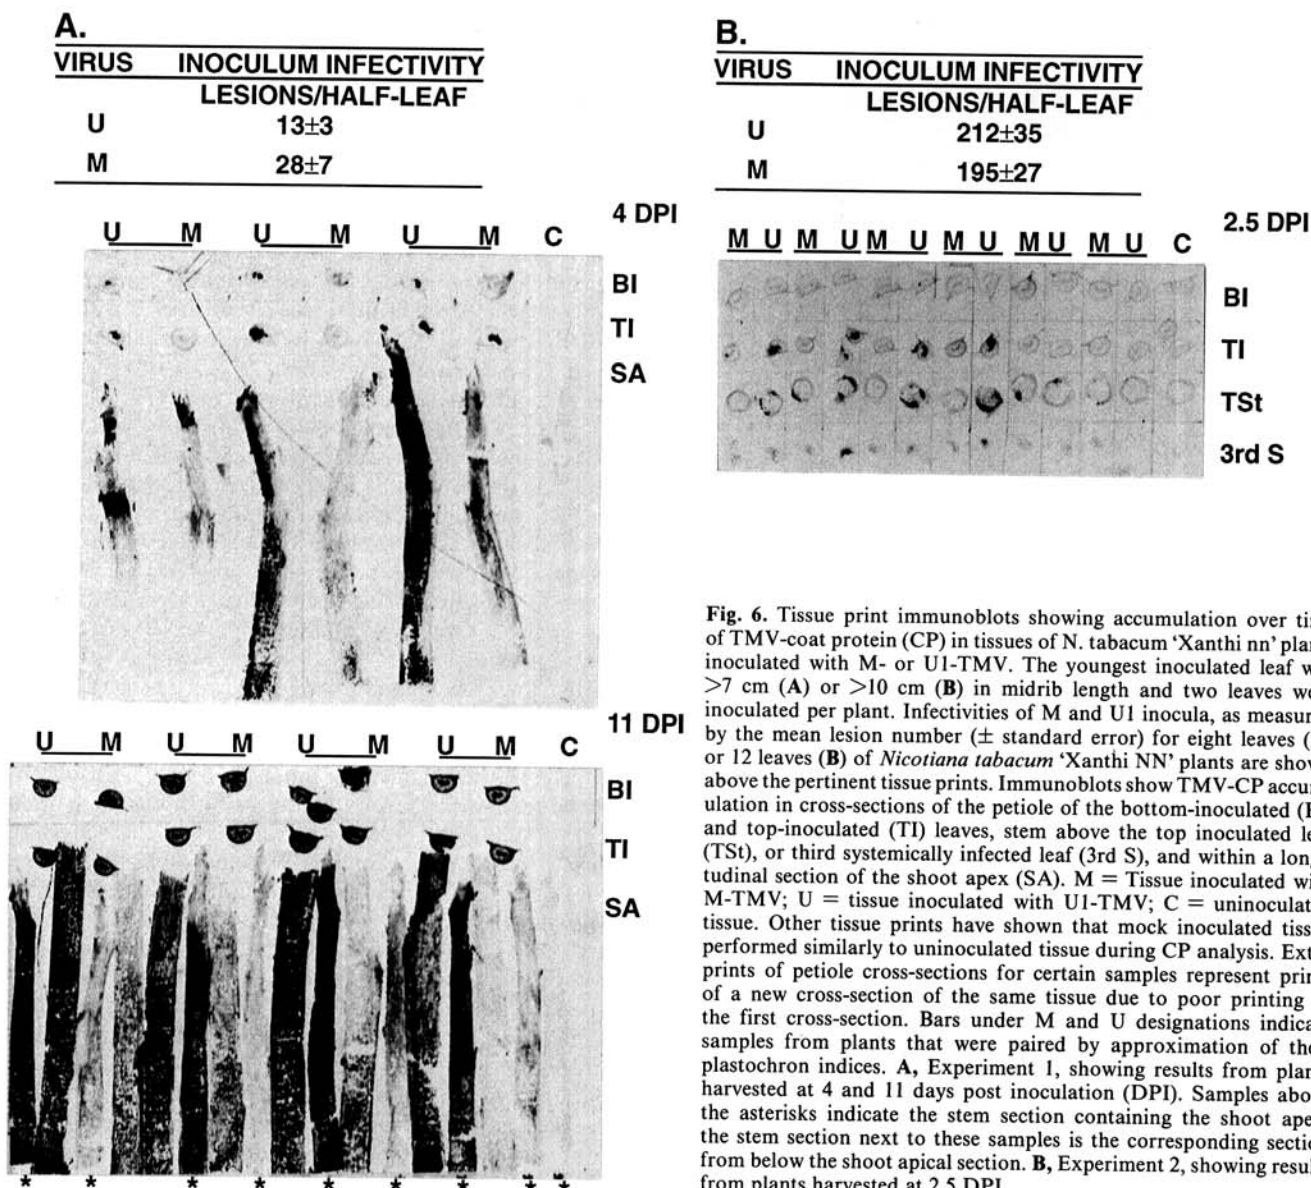 A.
VIRUS INOCULUM INFECTIVITY
LESIONS/HALF-LEAF
U 13±3
M 28±7
4 DPI
U M U M U M C
BI
TI
SA
11 DPI
U M U M U M U M C
BI
TI
SA
* * * * * * * * * *
B.
VIRUS INOCULUM INFECTIVITY
LESIONS/HALF-LEAF
U 212±35
M 195±27
2.5 DPI
M U M U M U M U M U M U C
BI
TI
TSt
3rd S
Fig. 6. Tissue print immunoblots showing accumulation over
of TMV-coat protein (CP) in tissues of N. tabacum 'Xanthi nn'
inoculated with M- or U1-TMV. The youngest inoculated leaf
>7 cm (A) or >10 cm (B) in midrib length and two leaves
inoculated per plant. Infectivities of M and U1 inocula, as
by the mean lesion number (± standard error) for eight leaves
or 12 leaves (B) of Nicotiana tabacum 'Xanthi NN' plants are
above the pertinent tissue prints. Immunoblots show TMV-CP accum-
ulation in cross-sections of the petiole of the bottom-inoculated
and top-inoculated (TI) leaves, stem above the top inoculated
(TSt), or third systemically infected leaf (3rd S), and within a
tudinal section of the shoot apex (SA). M = Tissue inoculated
M-TMV; U = tissue inoculated with U1-TMV; C =
tissue. Other tissue prints have shown that mock inoculated
performed similarly to uninoculated tissue during CP analysis.
prints of petiole cross-sections for certain samples represent
of a new cross-section of the same tissue due to poor printing
the first cross-section. Bars under M and U designations
samples from plants that were paired by approximation of
plastochron indices. A, Experiment 1, showing results from
harvested at 4 and 11 days post inoculation (DPI). Samples
the asterisks indicate the stem section containing the shoot
the stem section next to these samples is the corresponding
from below the shoot apical section. B, Experiment 2, showing
from plants harvested at 2.5 DPI